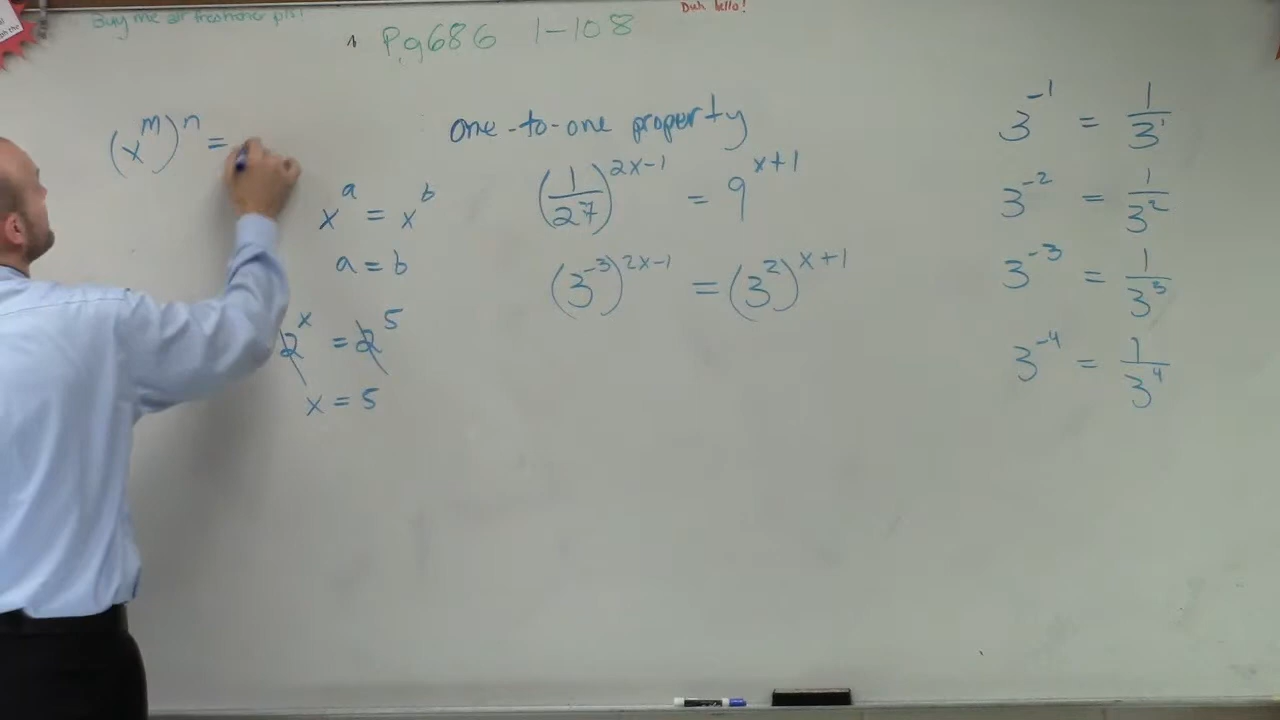 Buy me air freshener pls!
Duh hello!
Pg686 1-108
(x^m)^n =
x^a = x^b
a = b
2^x = 2^5
x = 5
one-to-one property
(1/27)^(2x-1) = 9^(x+1)
(3^-3)^(2x-1) = (3^2)^(x+1)
3^-1 = 1/3^1
3^-2 = 1/3^2
3^-3 = 1/3^3
3^-4 = 1/3^4